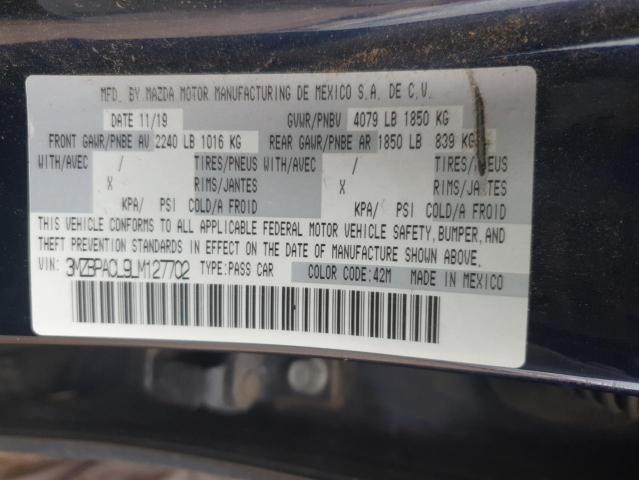 MFD. BY MAZDA MOTOR MANUFACTURING DE MEXICO S.A. DE C.V.
DATE 11/19 GVWR/PNBV 4079 LB 1850 KG
FRONT GAWR/PNBE AV 2240 LB 1016 KG REAR GAWR/PNBE AR 1850 LB 839 KG
WITH/AVEC / TIRES/PNEUS WITH/AVEC / TIRES/PNEUS
X RIMS/JANTES X RIMS/JANTES
KPA/ PSI COLD/A FROID KPA/ PSI COLD/A FROID
THIS VEHICLE CONFORMS TO ALL APPLICABLE FEDERAL MOTOR VEHICLE SAFETY, BUMPER, AND
THEFT PREVENTION STANDARDS IN EFFECT ON THE DATE OF MANUFACTURE SHOWN ABOVE.
VIN: 3MZBPACL9LM127702 TYPE:PASS CAR COLOR CODE:42M MADE IN MEXICO